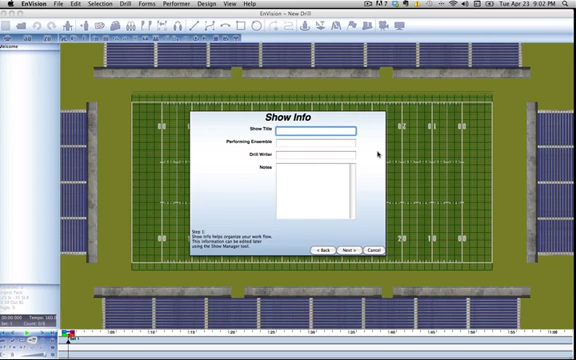 EnVision File Edit Selection Drill Forms Performer Design View Help
Tue Apr 23 9:02 PM
EnVision – New Drill
Welcome
Show Info
Show Title
Performing Ensemble
Drill Writer
Notes
Step 1:
Show info helps organize your work flow.
This information can be edited later
using the Show Manager tool.
< Back Next > Cancel
Set 1